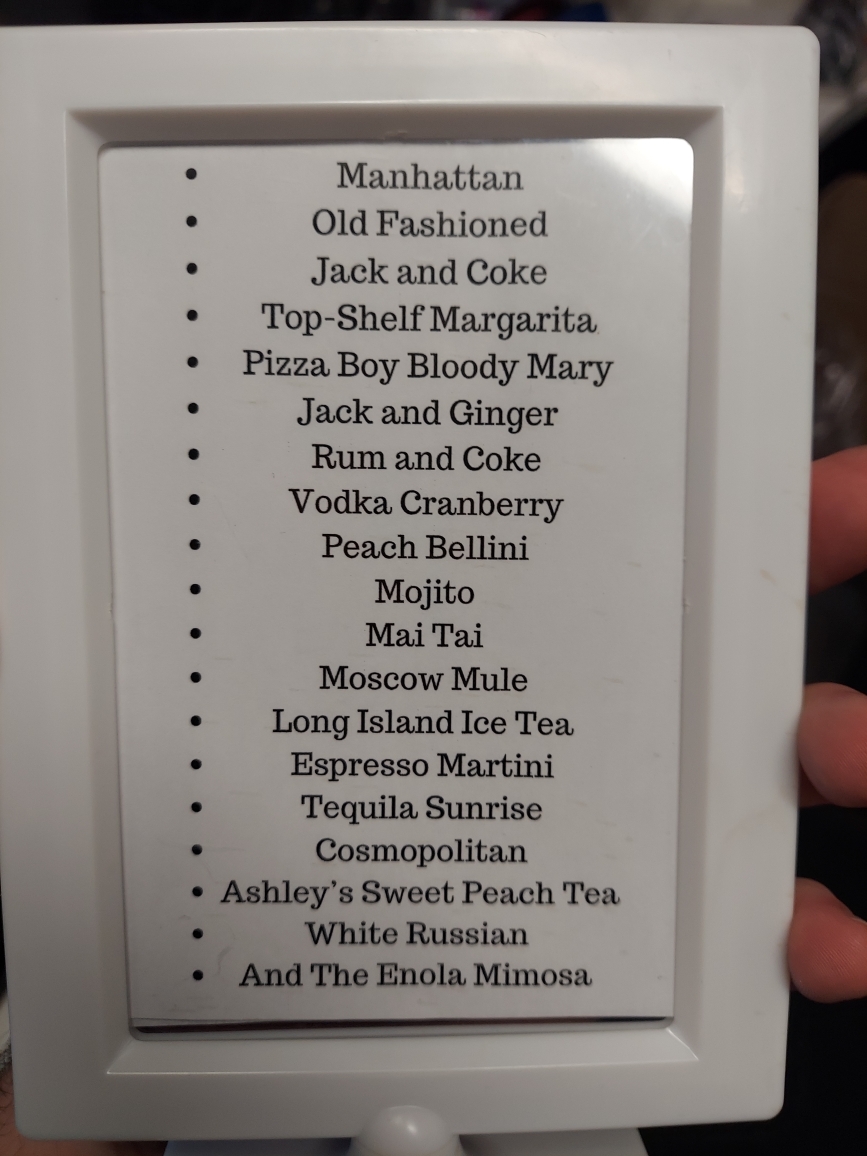 • Manhattan
• Old Fashioned
• Jack and Coke
• Top-Shelf Margarita
• Pizza Boy Bloody Mary
• Jack and Ginger
• Rum and Coke
• Vodka Cranberry
• Peach Bellini
• Mojito
• Mai Tai
• Moscow Mule
• Long Island Ice Tea
• Espresso Martini
• Tequila Sunrise
• Cosmopolitan
• Ashley's Sweet Peach Tea
• White Russian
• And The Enola Mimosa